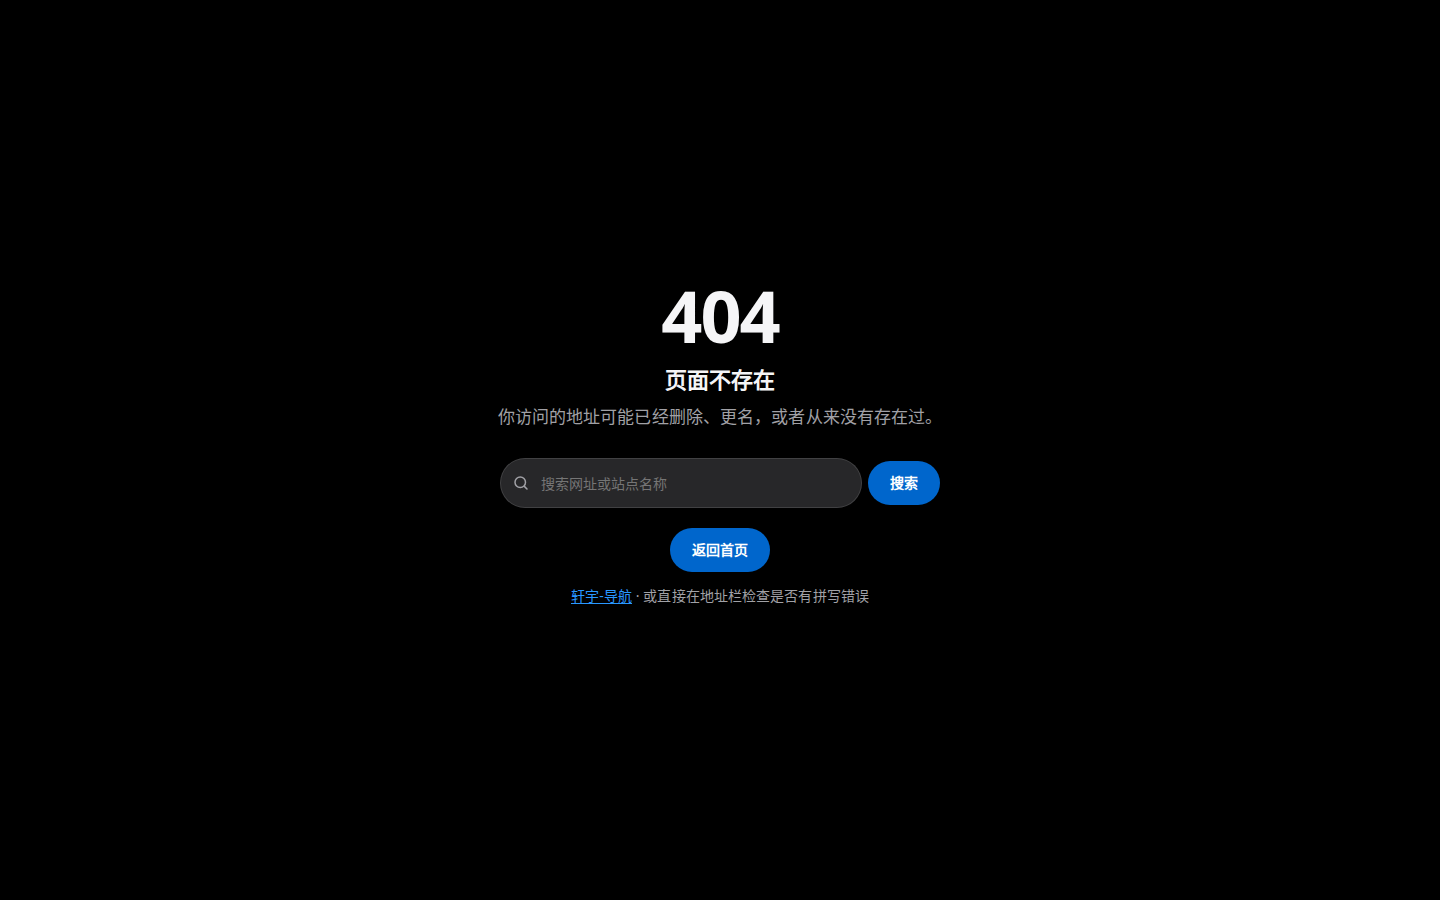 404
页面不存在
你访问的地址可能已经删除、更名，或者从来没有存在过。
搜索网址或站点名称
搜索
返回首页
轩宇-导航 · 或直接在地址栏检查是否有拼写错误